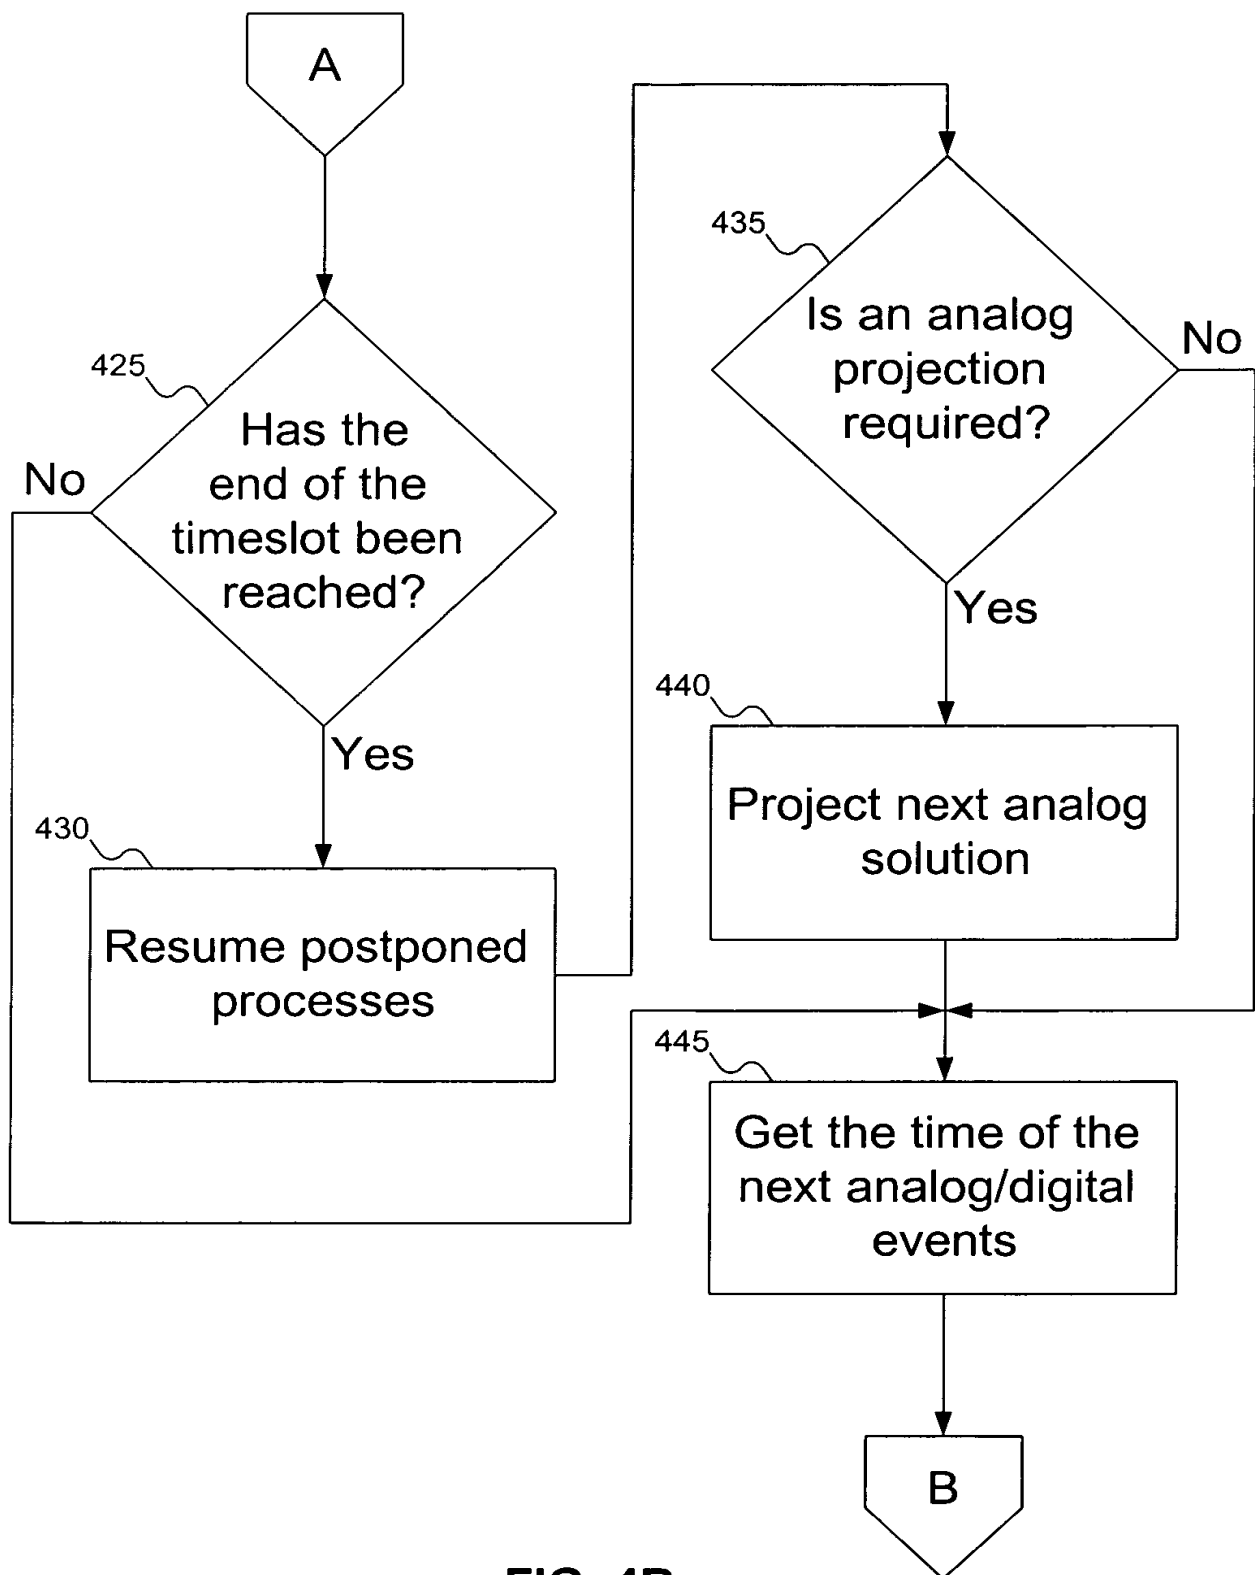 A
425
Has the
end of the
timeslot been
reached?
No
Yes
430
Resume postponed
processes
435
Is an analog
projection
required?
No
Yes
440
Project next analog
solution
445
Get the time of the
next analog/digital
events
B